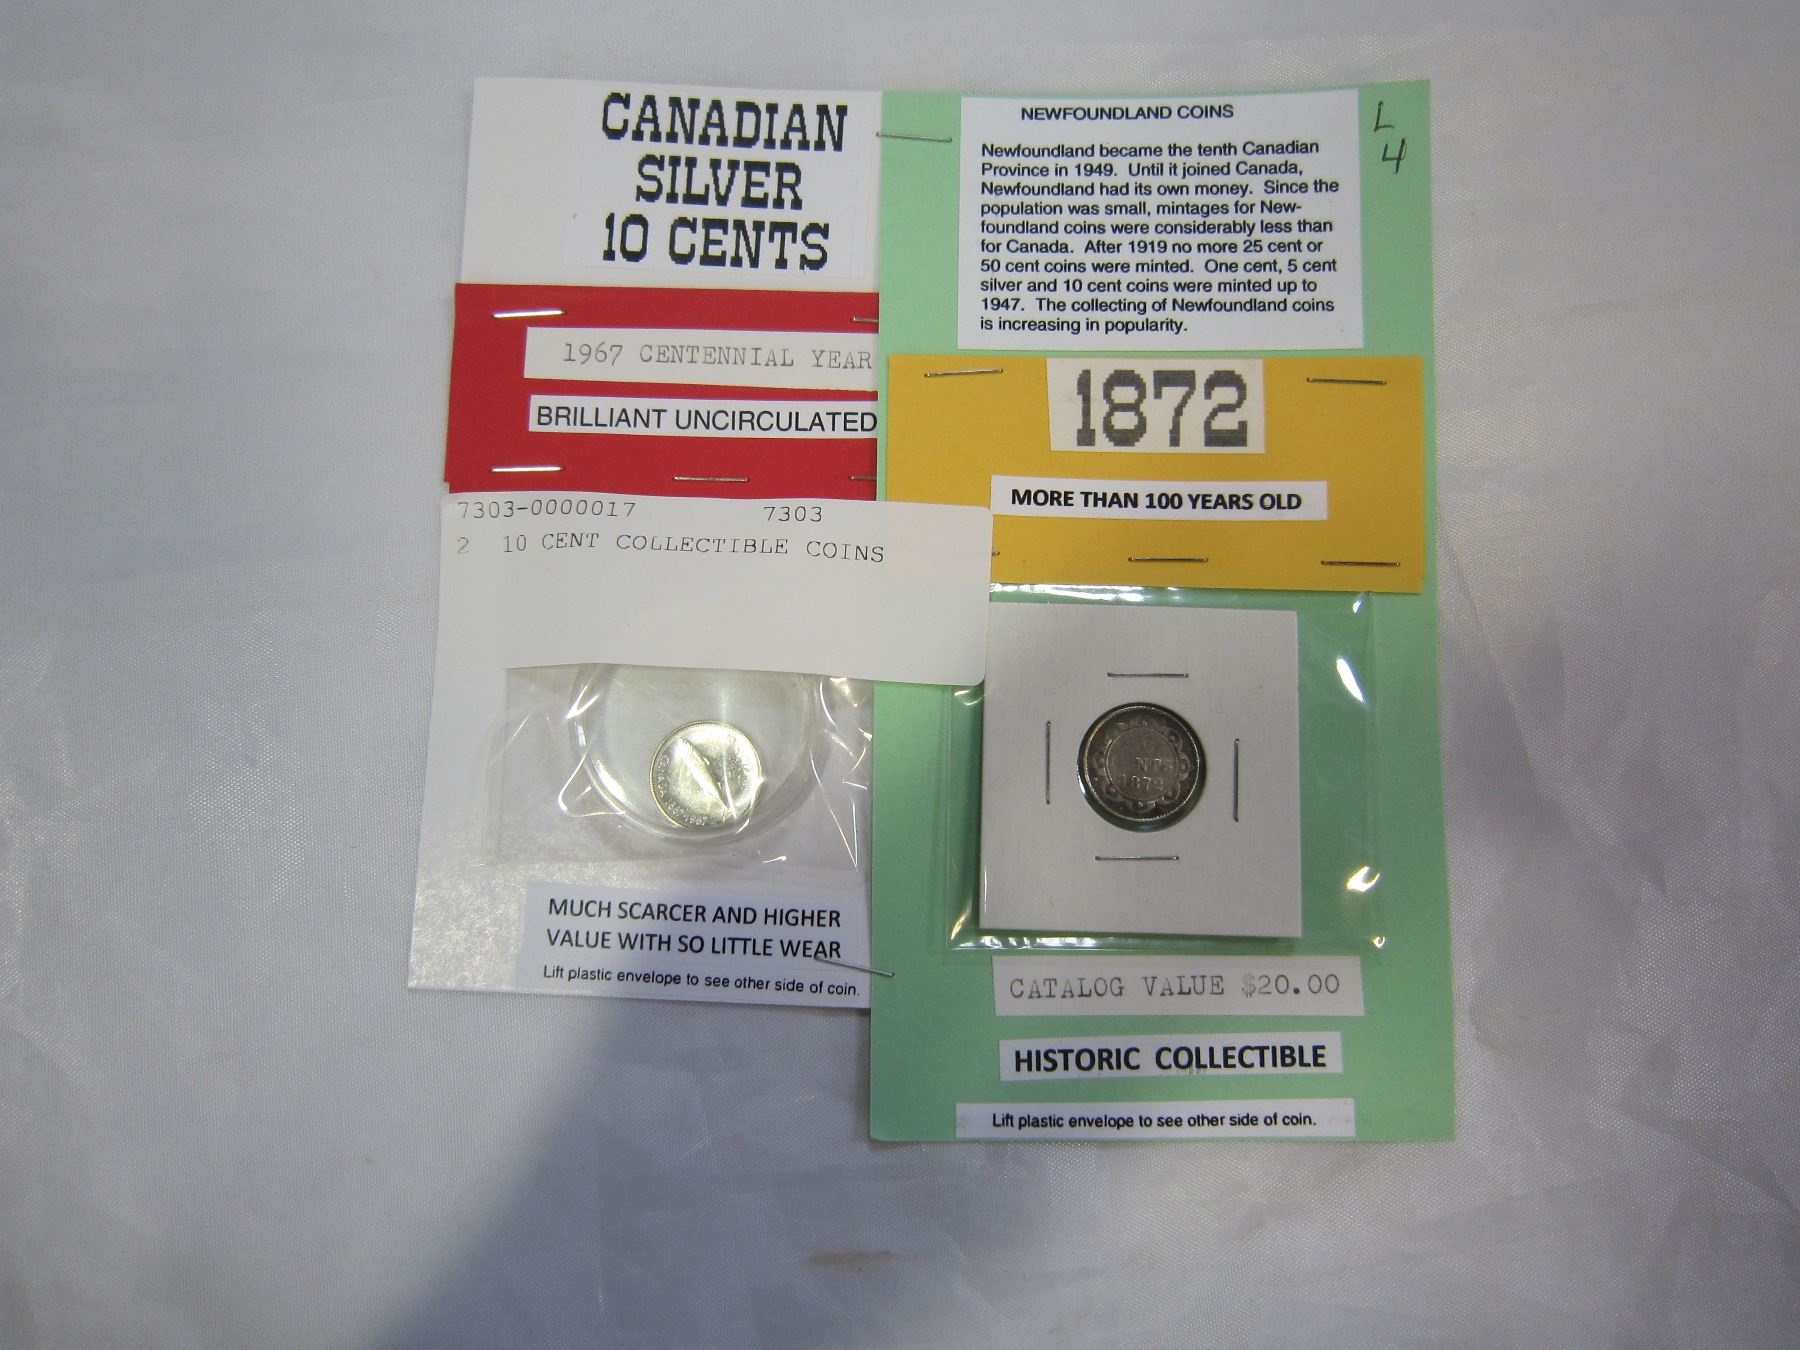 CANADIAN
SILVER
10 CENTS
1967 CENTENNIAL YEAR
BRILLIANT UNCIRCULATED
7303-0000017 7303
2 10 CENT COLLECTIBLE COINS
CANADA 1867-1967
MUCH SCARCER AND HIGHER
VALUE WITH SO LITTLE WEAR
Lift plastic envelope to see other side of coin.
NEWFOUNDLAND COINS
Newfoundland became the tenth Canadian
Province in 1949. Until it joined Canada,
Newfoundland had its own money. Since the
population was small, mintages for New-
foundland coins were considerably less than
for Canada. After 1919 no more 25 cent or
50 cent coins were minted. One cent, 5 cent
silver and 10 cent coins were minted up to
1947. The collecting of Newfoundland coins
is increasing in popularity.
L
4
1872
MORE THAN 100 YEARS OLD
NTS
1872
CATALOG VALUE $20.00
HISTORIC COLLECTIBLE
Lift plastic envelope to see other side of coin.